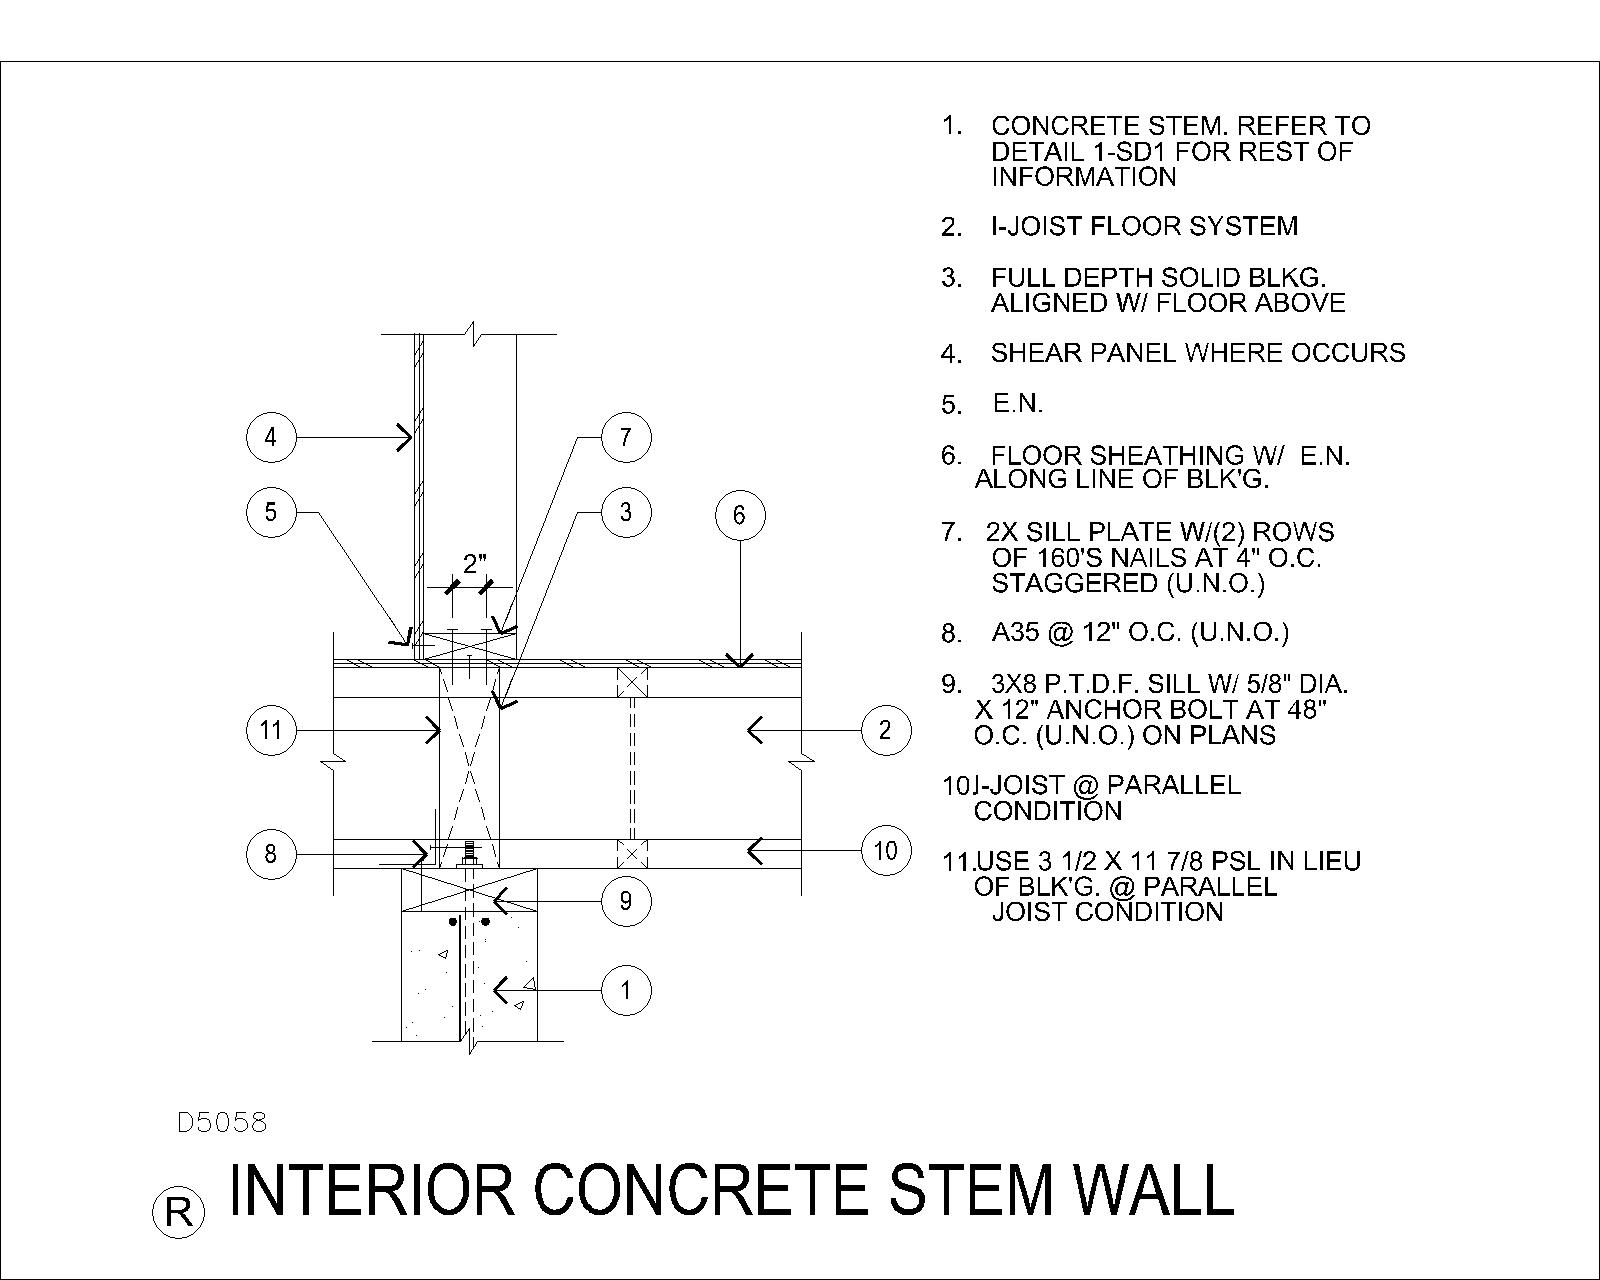 1. CONCRETE STEM. REFER TO
DETAIL 1-SD1 FOR REST OF
INFORMATION
2. I-JOIST FLOOR SYSTEM
3. FULL DEPTH SOLID BLKG.
ALIGNED W/ FLOOR ABOVE
4. SHEAR PANEL WHERE OCCURS
5. E.N.
6. FLOOR SHEATHING W/ E.N.
ALONG LINE OF BLK'G.
7. 2X SILL PLATE W/(2) ROWS
OF 160'S NAILS AT 4" O.C.
STAGGERED (U.N.O.)
8. A35 @ 12" O.C. (U.N.O.)
9. 3X8 P.T.D.F. SILL W/ 5/8" DIA.
X 12" ANCHOR BOLT AT 48"
O.C. (U.N.O.) ON PLANS
10.I-JOIST @ PARALLEL
CONDITION
11.USE 3 1/2 X 11 7/8 PSL IN LIEU
OF BLK'G. @ PARALLEL
JOIST CONDITION
4
7
5
3
6
2"
11
2
8
10
9
1
D5058
R INTERIOR CONCRETE STEM WALL